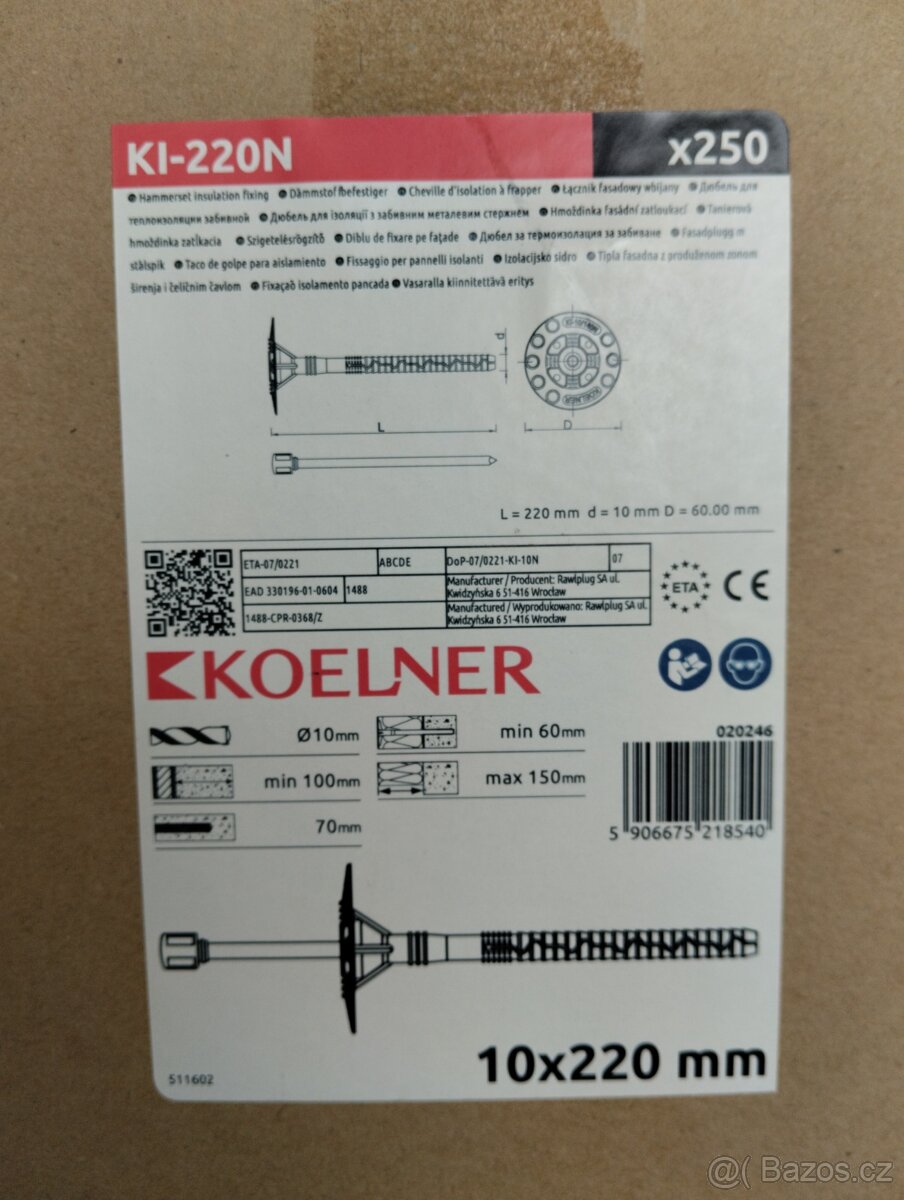 KI-220N
x250
Hammerset insulation fixing ● Dämmstoffbefestiger ● Cheville d'isolation à frapper ● Łącznik fasadowy wbijany ● Дюбель для
теплоизоляции забивной ● Дюбель для ізоляції з забивним металевим стержнем ● Hmoždinka fasádní zatloukací ● Tanierová
hmoždinka zatĺkacia ● Szigetelésrögzítő ● Diblu de fixare pe fațade ● Дюбел за термоизолация за забиване ● Fasadplugg m
stålspik ● Taco de golpe para aislamiento ● Fissaggio per pannelli isolanti ● Izolacijsko sidro ● Tipla fasadna z produženom zonom
širenja i čeličnim čavlom ● Fixaçaõ isolamento pancada ● Vasaralla kiinnitettävä eritys
d
KOELNER
L
D
L = 220 mm d = 10 mm D = 60.00 mm
ETA-07/0221
ABCDE
DoP-07/0221-KI-10N
07
EAD 330196-01-0604
1488
Manufacturer / Producent: Rawlplug SA ul.
Kwidzyńska 6 51-416 Wrocław
1488-CPR-0368/Z
Manufactured / Wyprodukowano: Rawlplug SA ul.
Kwidzyńska 6 51-416 Wrocław
ETA
CE
KOELNER
Ø10mm
min 60mm
020246
min 100mm
max 150mm
70mm
5 906675 218540
10x220 mm
511602
@( Bazos.cz